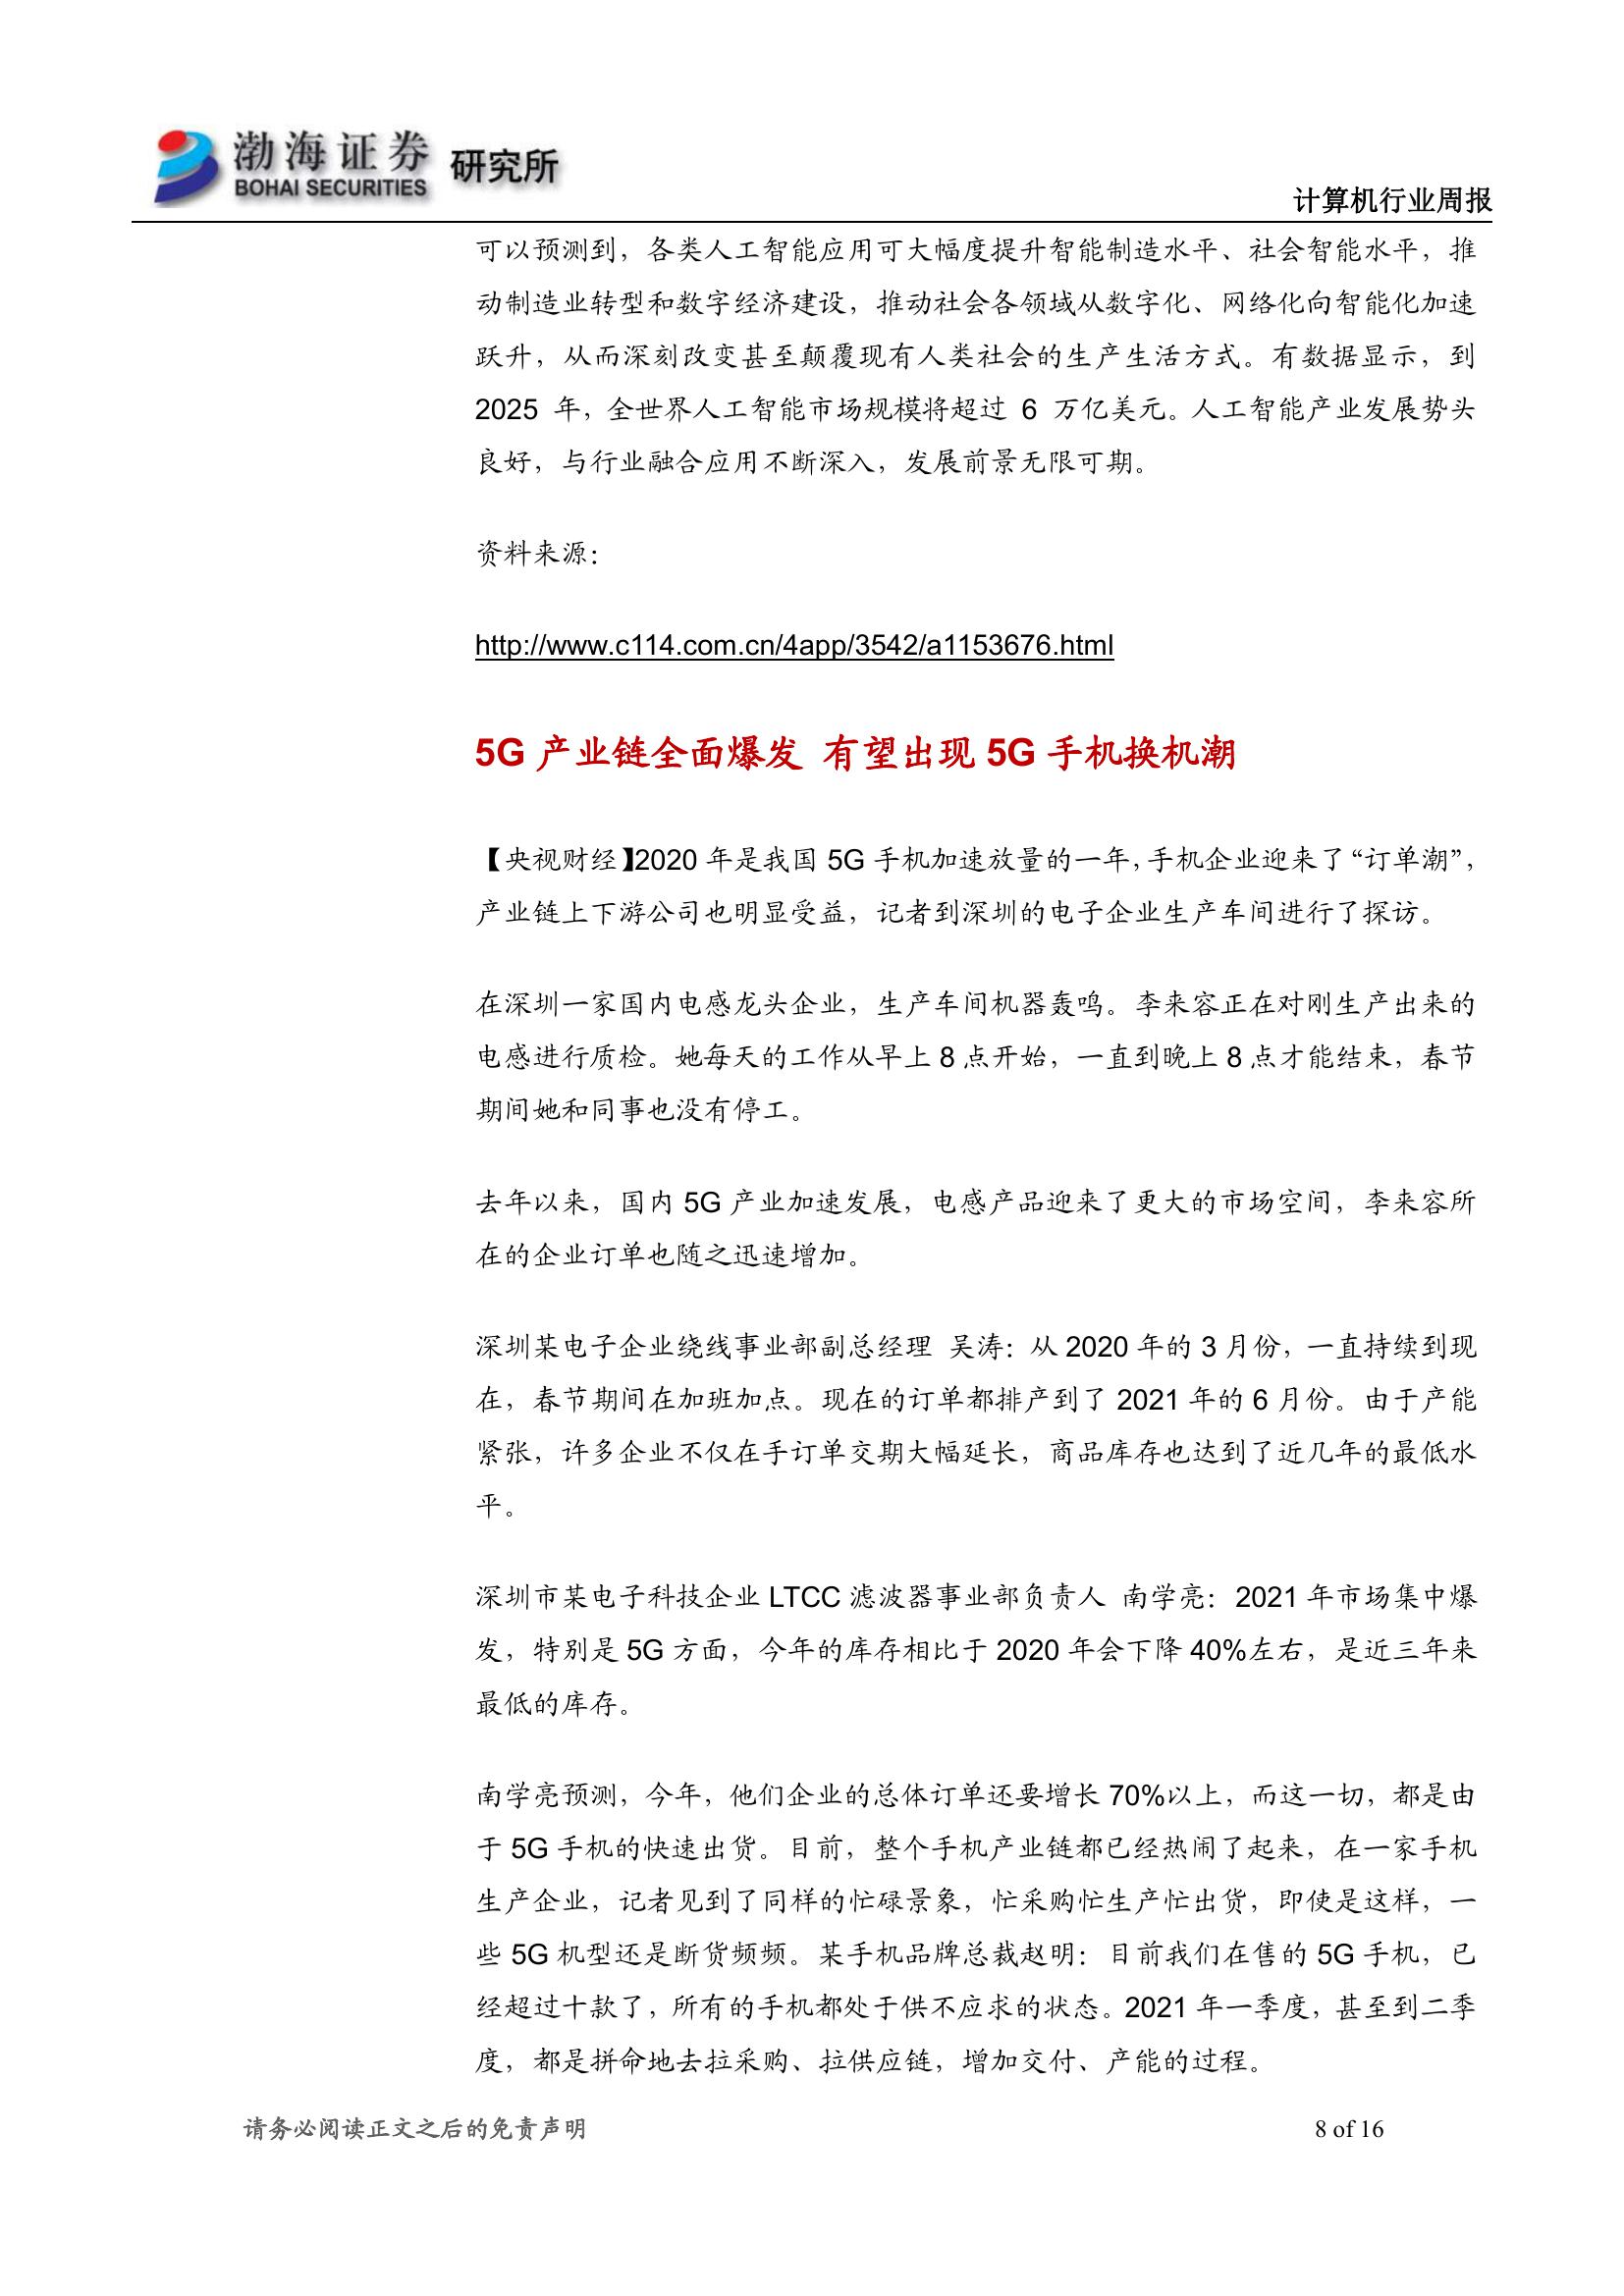 渤海证券
BOHAI SECURITIES
研究所
计算机行业周报
可以预测到，各类人工智能应用可大幅度提升智能制造水平、社会智能水平，推
动制造业转型和数字经济建设，推动社会各领域从数字化、网络化向智能化加速
跃升，从而深刻改变甚至颠覆现有人类社会的生产生活方式。有数据显示，到
2025 年，全世界人工智能市场规模将超过 6 万亿美元。人工智能产业发展势头
良好，与行业融合应用不断深入，发展前景无限可期。
资料来源：
http://www.c114.com.cn/4app/3542/a1153676.html
5G 产业链全面爆发 有望出现 5G 手机换机潮
【央视财经】2020 年是我国 5G 手机加速放量的一年，手机企业迎来了“订单潮”，
产业链上下游公司也明显受益，记者到深圳的电子企业生产车间进行了探访。
在深圳一家国内电感龙头企业，生产车间机器轰鸣。李来容正在对刚生产出来的
电感进行质检。她每天的工作从早上 8 点开始，一直到晚上 8 点才能结束，春节
期间她和同事也没有停工。
去年以来，国内 5G 产业加速发展，电感产品迎来了更大的市场空间，李来容所
在的企业订单也随之迅速增加。
深圳某电子企业绕线事业部副总经理 吴涛：从 2020 年的 3 月份，一直持续到现
在，春节期间在加班加点。现在的订单都排产到了 2021 年的 6 月份。由于产能
紧张，许多企业不仅在手订单交期大幅延长，商品库存也达到了近几年的最低水
平。
深圳市某电子科技企业 LTCC 滤波器事业部负责人 南学亮：2021 年市场集中爆
发，特别是 5G 方面，今年的库存相比于 2020 年会下降 40%左右，是近三年来
最低的库存。
南学亮预测，今年，他们企业的总体订单还要增长 70%以上，而这一切，都是由
于 5G 手机的快速出货。目前，整个手机产业链都已经热闹了起来，在一家手机
生产企业，记者见到了同样的忙碌景象，忙采购忙生产忙出货，即使是这样，一
些 5G 机型还是断货频频。某手机品牌总裁赵明：目前我们在售的 5G 手机，已
经超过十款了，所有的手机都处于供不应求的状态。2021 年一季度，甚至到二季
度，都是拼命地去拉采购、拉供应链，增加交付、产能的过程。
请务必阅读正文之后的免责声明
8 of 16